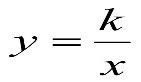 y = k/x